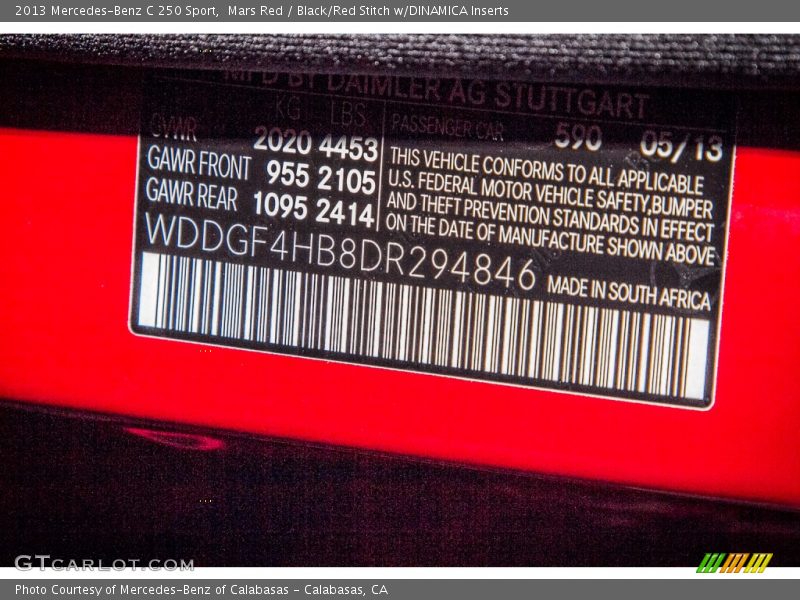 2013 Mercedes-Benz C 250 Sport,  Mars Red / Black/Red Stitch w/DINAMICA Inserts
MFD BY DAIMLER AG STUTTGART
KG LBS PASSENGER CAR 590 05/13
GVWR 2020 4453
GAWR FRONT 955 2105
GAWR REAR 1095 2414
THIS VEHICLE CONFORMS TO ALL APPLICABLE
U.S. FEDERAL MOTOR VEHICLE SAFETY,BUMPER
AND THEFT PREVENTION STANDARDS IN EFFECT
ON THE DATE OF MANUFACTURE SHOWN ABOVE
WDDGF4HB8DR294846 MADE IN SOUTH AFRICA
GTCARLOT.COM
Photo Courtesy of Mercedes-Benz of Calabasas - Calabasas, CA